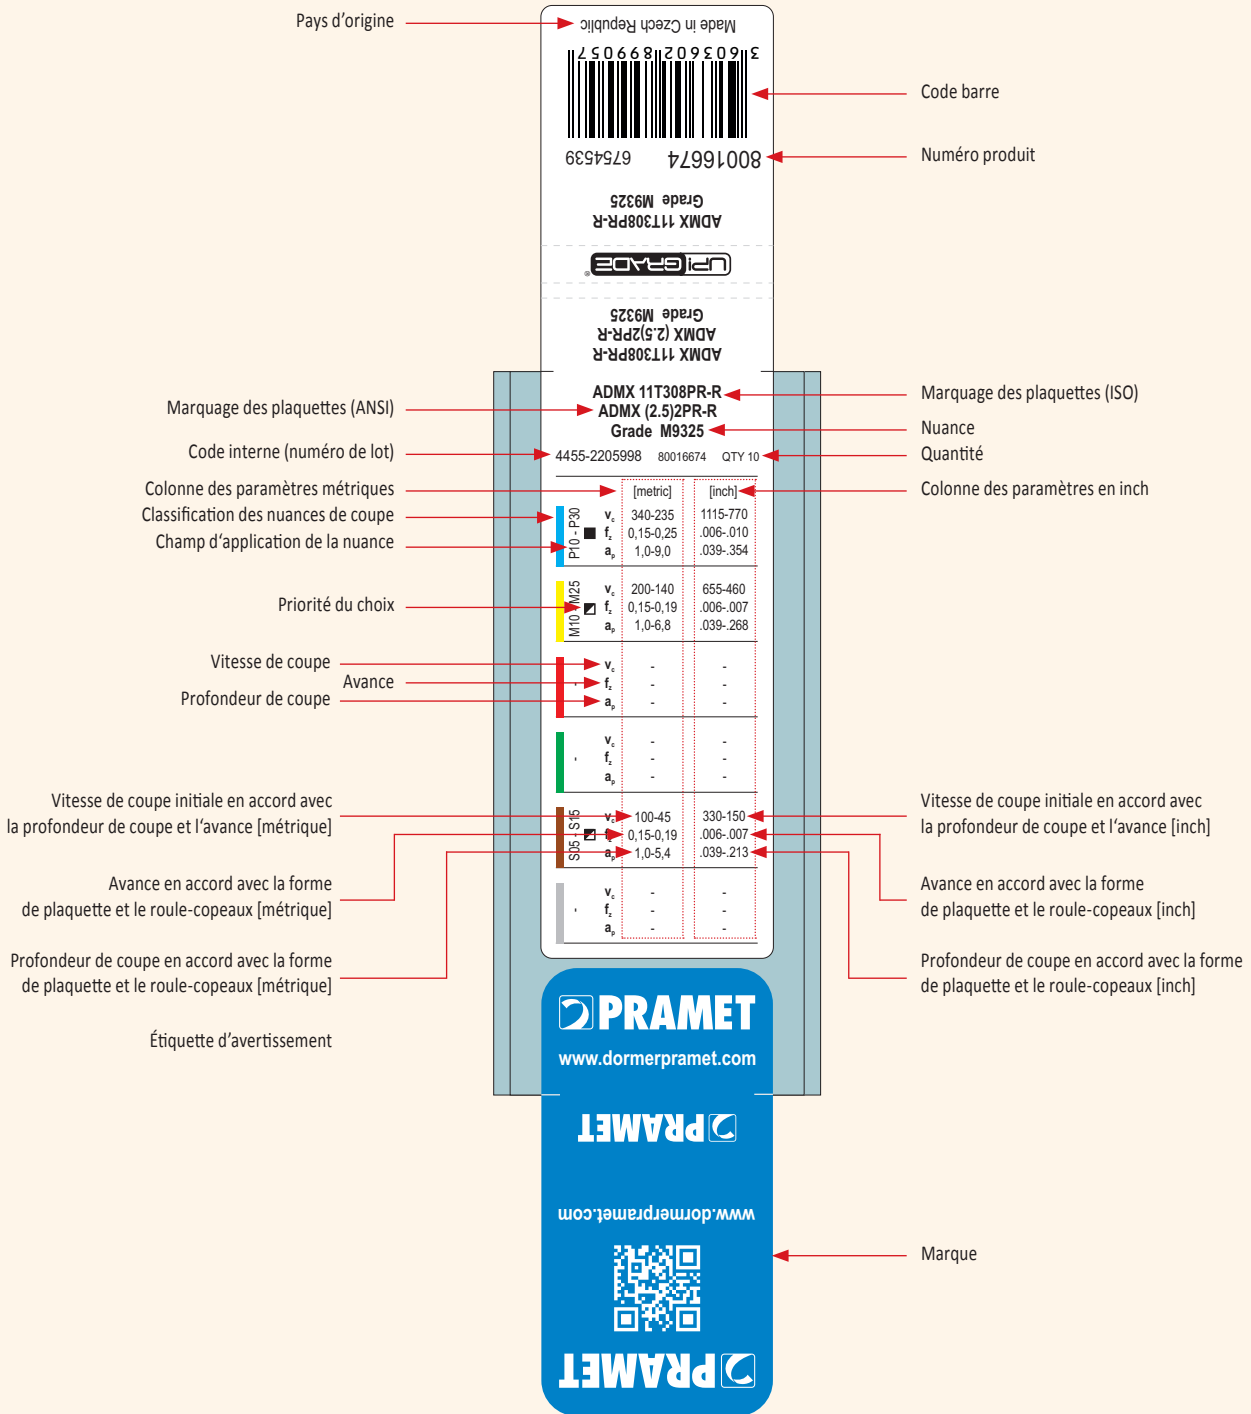 Pays d'origine
Made in Czech Republic
3 603602 899057
Code barre
80016674 6754539
Numéro produit
ADMX 11T308PR-R
Grade M9325
UPiGRADE®
ADMX 11T308PR-R
ADMX (2.5)2PR-R
Grade M9325
ADMX 11T308PR-R
Marquage des plaquettes (ISO)
Marquage des plaquettes (ANSI)
ADMX (2.5)2PR-R
Grade M9325
Nuance
Code interne (numéro de lot)
4455-2205998 80016674 QTY 10
Quantité
Colonne des paramètres métriques
[metric] [inch]
Colonne des paramètres en inch
Classification des nuances de coupe
Champ d'application de la nuance
P10 - P30
vc 340-235 1115-770
fz 0,15-0,25 .006-.010
ap 1,0-9,0 .039-.354
Priorité du choix
M10 - M25
vc 200-140 655-460
fz 0,15-0,19 .006-.007
ap 1,0-6,8 .039-.268
Vitesse de coupe
Avance
Profondeur de coupe
-
vc - -
fz - -
ap - -
-
vc - -
fz - -
ap - -
Vitesse de coupe initiale en accord avec
la profondeur de coupe et l'avance [métrique]
S05 - S15
vc 100-45 330-150
fz 0,15-0,19 .006-.007
ap 1,0-5,4 .039-.213
Vitesse de coupe initiale en accord avec
la profondeur de coupe et l'avance [inch]
Avance en accord avec la forme
de plaquette et le roule-copeaux [métrique]
-
vc - -
fz - -
ap - -
Avance en accord avec la forme
de plaquette et le roule-copeaux [inch]
Profondeur de coupe en accord avec la forme
de plaquette et le roule-copeaux [métrique]
Profondeur de coupe en accord avec la forme
de plaquette et le roule-copeaux [inch]
Étiquette d'avertissement
PRAMET
www.dormerpramet.com
PRAMET
www.dormerpramet.com
Marque
PRAMET